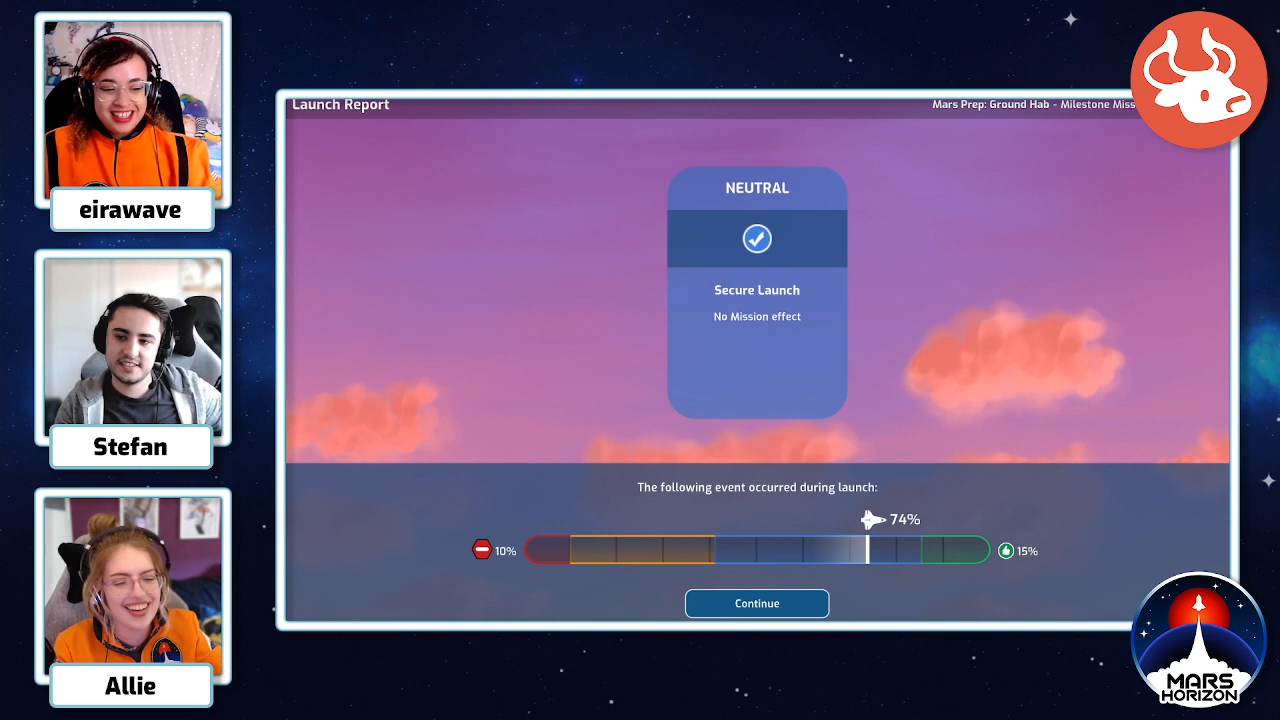 eirawave
Stefan
Allie
Launch Report
Mars Prep: Ground Hab - Milestone Miss
NEUTRAL
Secure Launch
No Mission effect
The following event occurred during launch:
74%
10%
15%
Continue
MARS
HORIZON